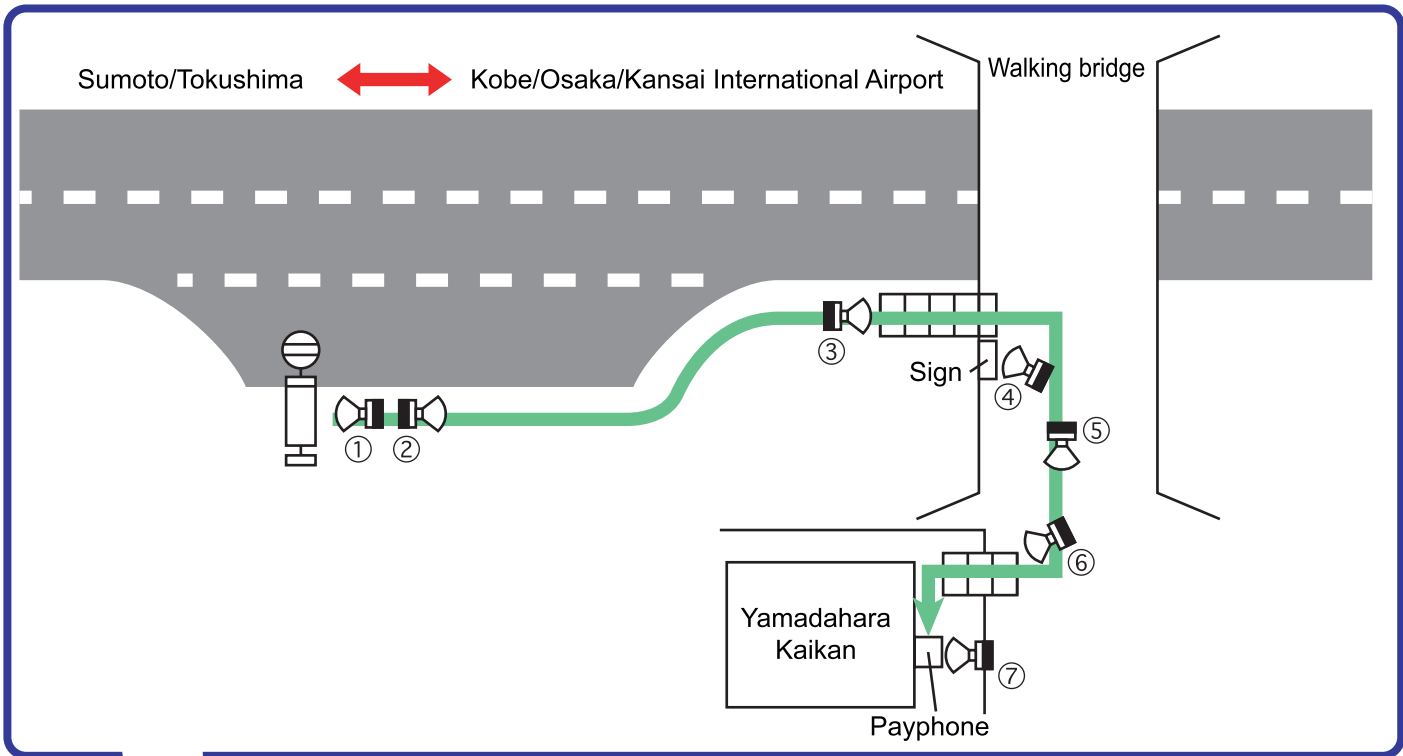 Sumoto/Tokushima
Kobe/Osaka/Kansai International Airport
Walking bridge
③
Sign
④
①
②
⑤
⑥
Yamadahara
Kaikan
⑦
Payphone